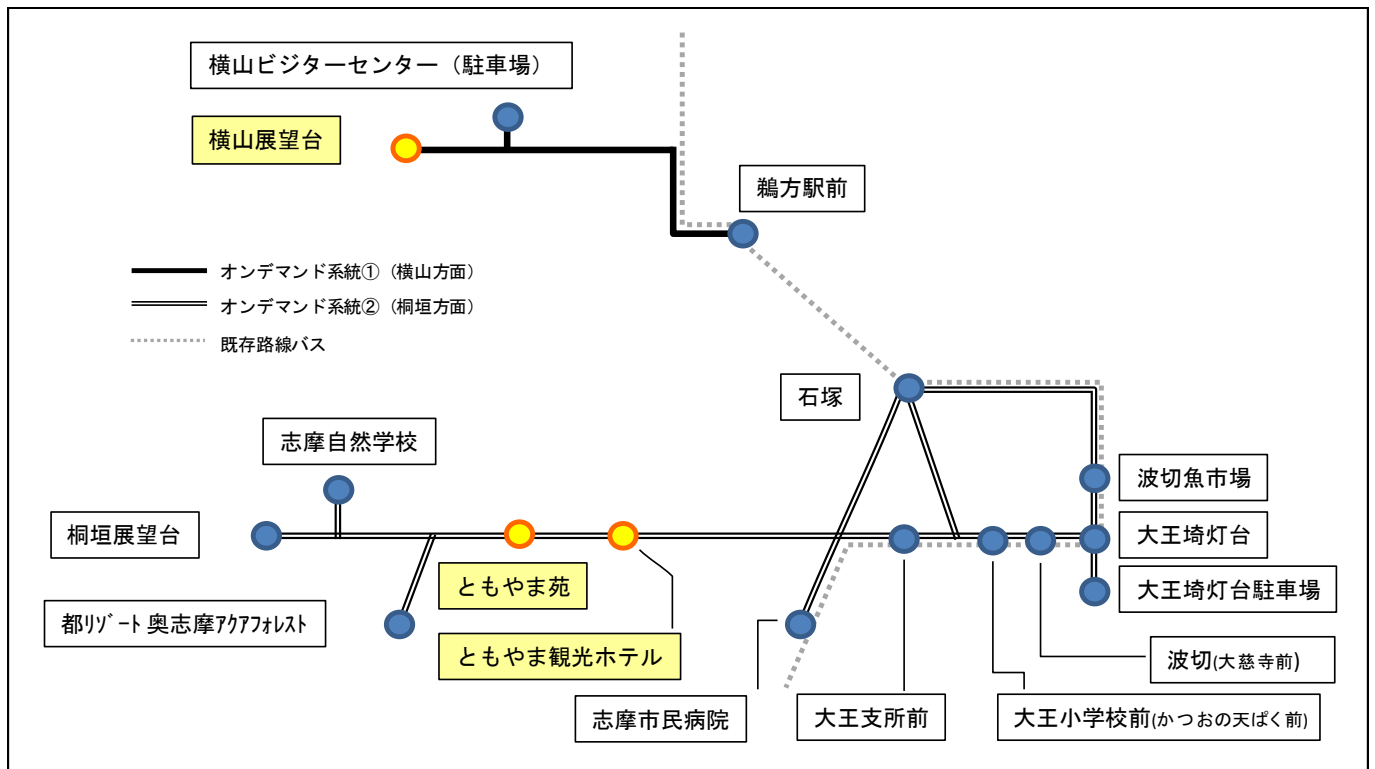 横山ビジターセンター（駐車場）
横山展望台
鵜方駅前
オンデマンド系統①（横山方面）
オンデマンド系統②（桐垣方面）
既存路線バス
石塚
志摩自然学校
波切魚市場
桐垣展望台
大王埼灯台
ともやま苑
大王埼灯台駐車場
都ﾘｿﾞｰﾄ 奥志摩ｱｸｱﾌｫﾚｽﾄ
ともやま観光ホテル
波切(大慈寺前)
志摩市民病院
大王支所前
大王小学校前(かつおの天ぱく前)